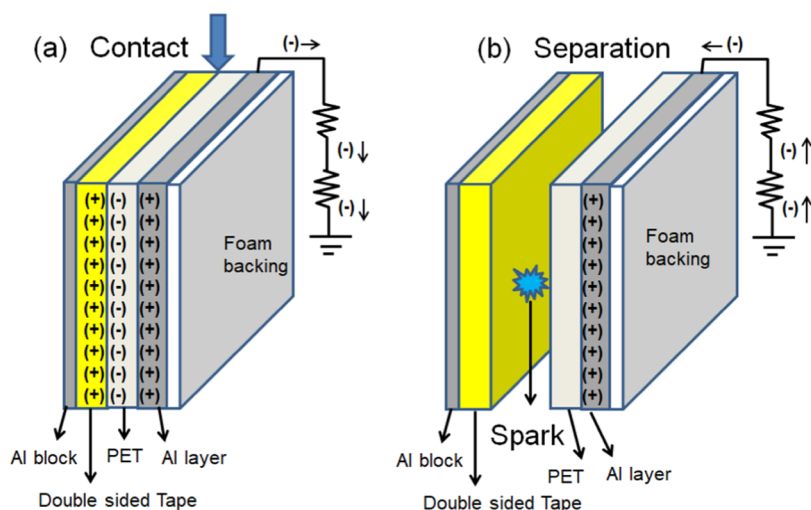 (a) Contact
(-)→
(-)↓
(-)↓
(+) (-) (+)
(+) (-) (+)
(+) (-) (+)
(+) (-) (+)
(+) (-) (+)
(+) (-) (+)
(+) (-) (+)
(+) (-) (+)
(+) (-) (+)
Foam
backing
Al block
PET
Al layer
Double sided Tape
(b) Separation
←(-)
(-)↑
(-)↑
(+)
(+)
(+)
(+)
(+)
(+)
(+)
(+)
(+)
Foam
backing
Spark
Al block
PET
Al layer
Double sided Tape